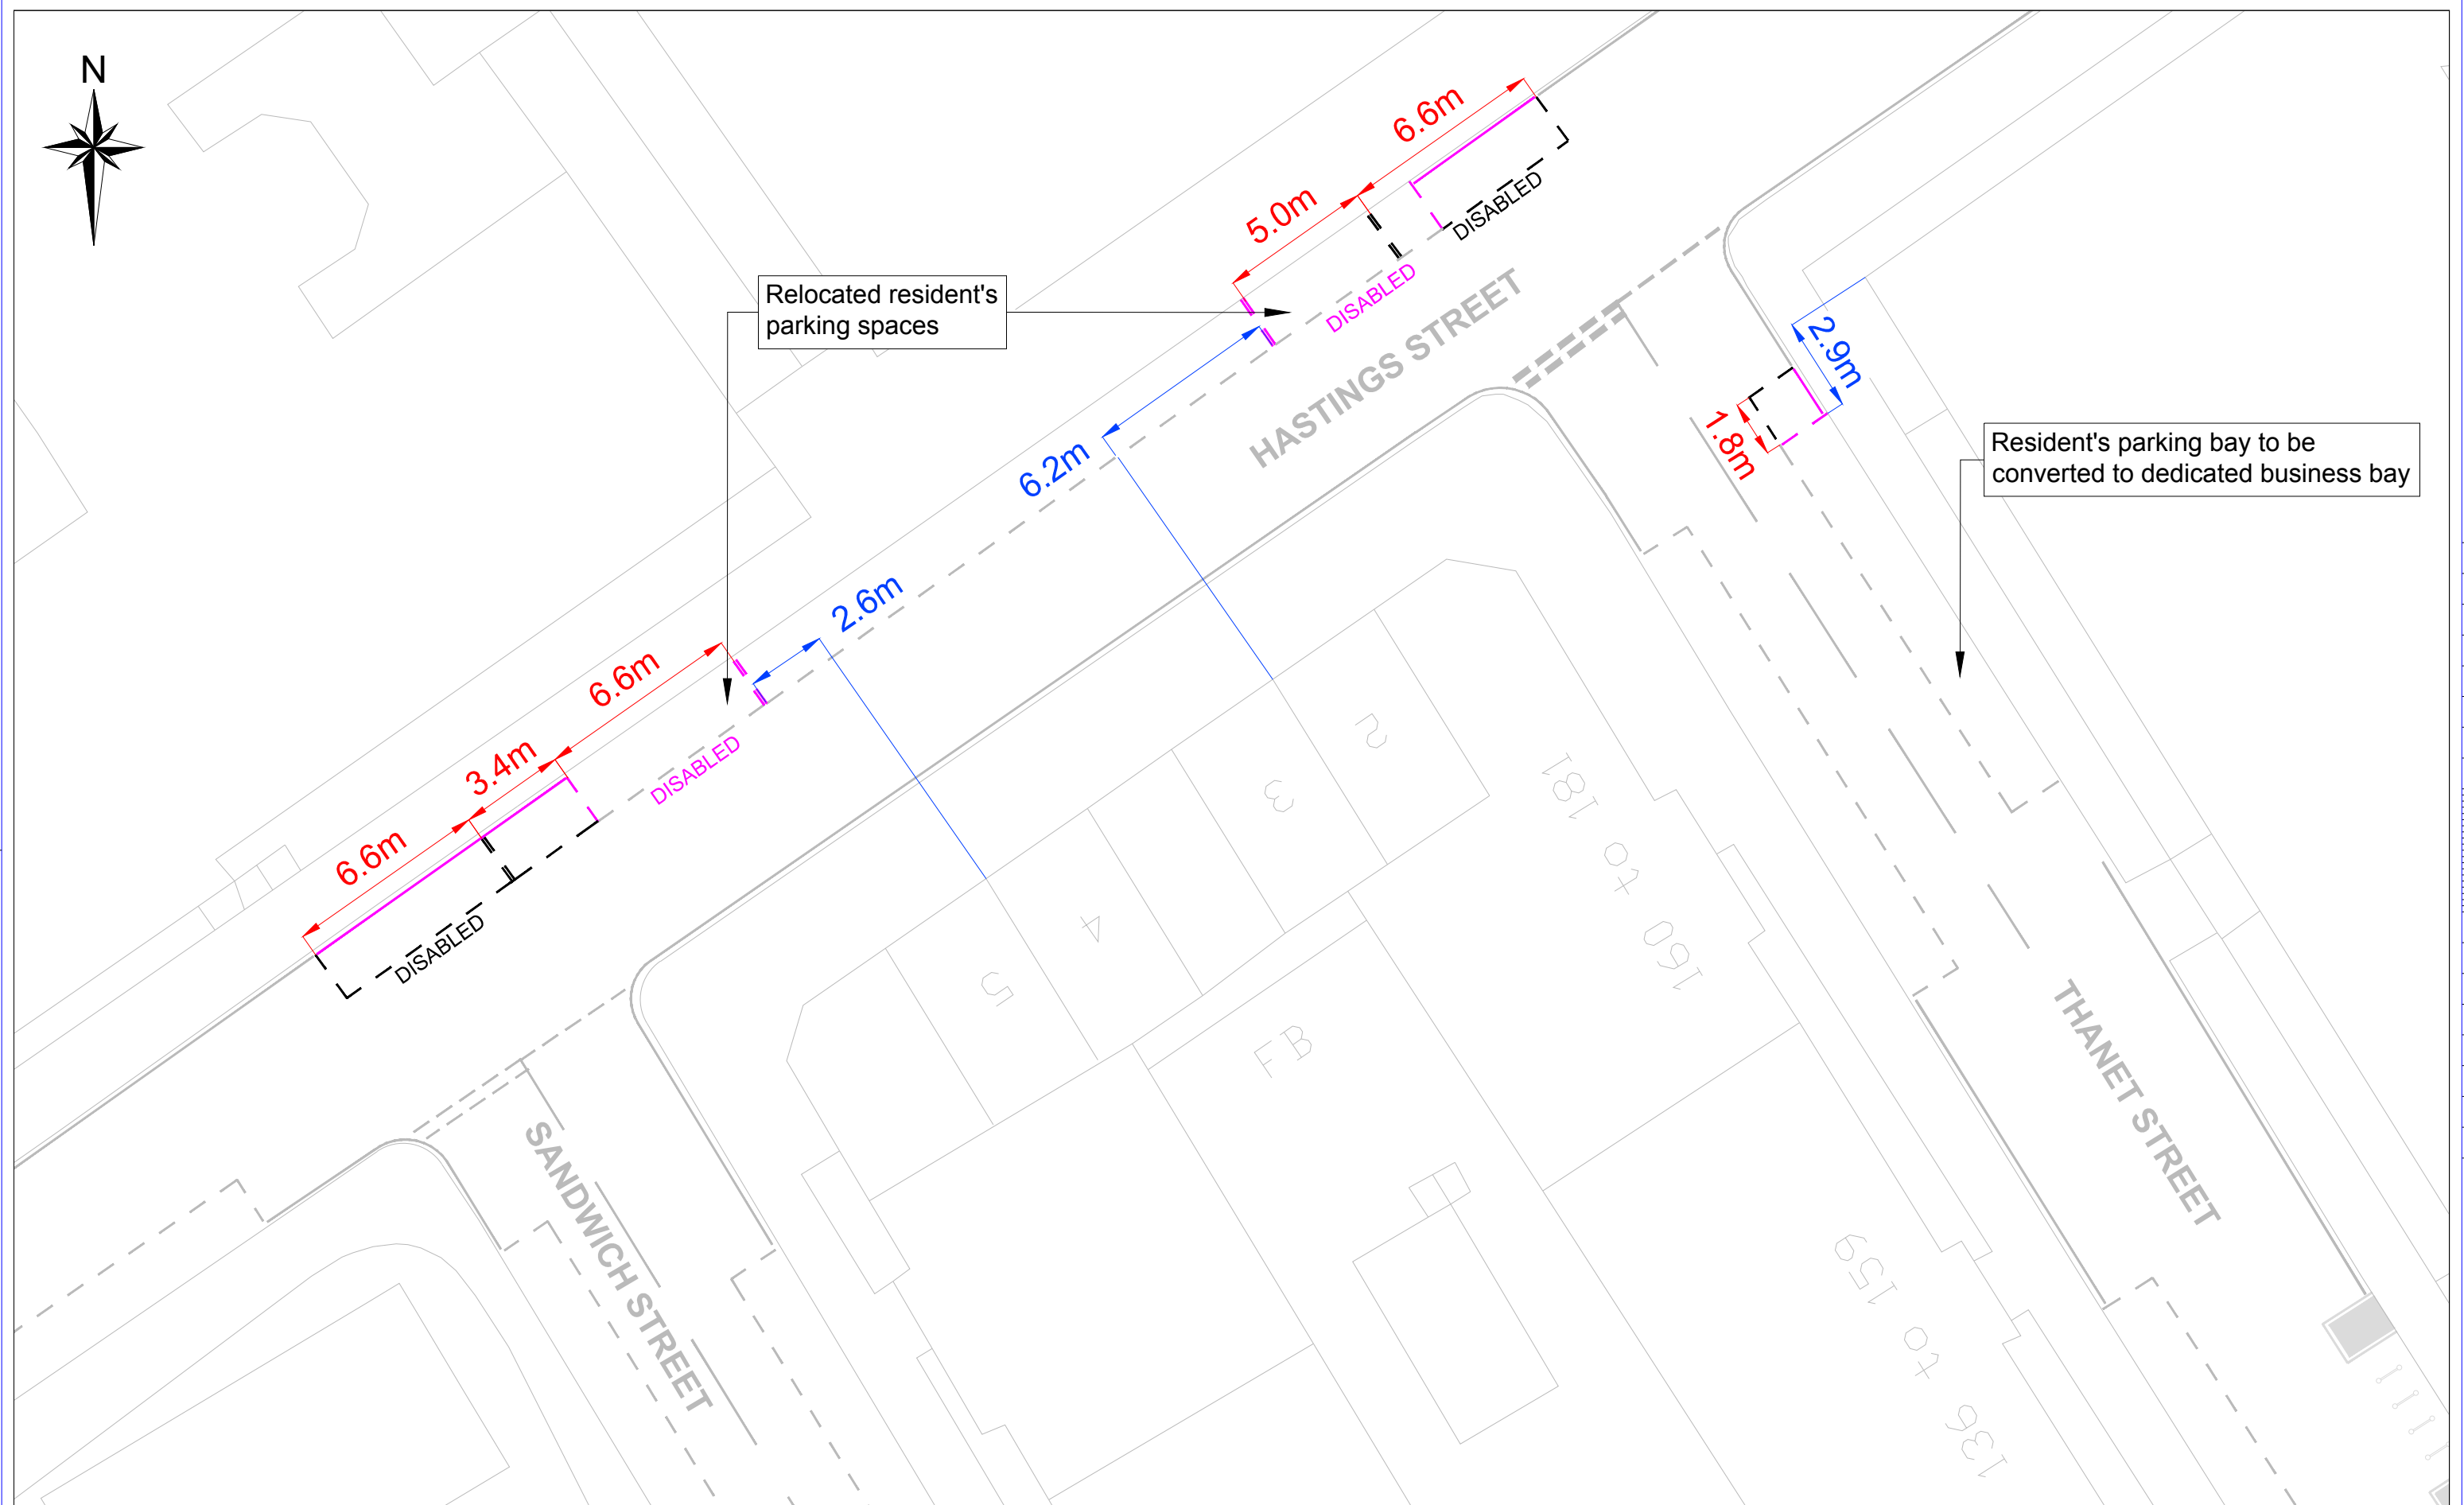 N
6.6m
5.0m
DISABLED
DISABLED
Relocated resident's
parking spaces
HASTINGS STREET
2.9m
1.8m
Resident's parking bay to be
converted to dedicated business bay
6.2m
2.6m
6.6m
DISABLED
3.4m
6.6m
DISABLED
2
3
4
5
181
to
160
FB
THANET STREET
SANDWICH STREET
159
to
136